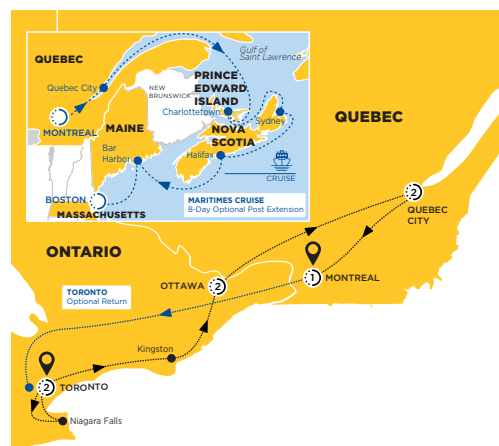 QUEBEC
Gulf of
Saint Lawrence
Quebec City
NEW
BRUNSWICK
PRINCE
EDWARD
ISLAND
Charlottetown
Sydney
MONTREAL
MAINE
NOVA
SCOTIA
Bar
Harbor
Halifax
CRUISE
BOSTON
MASSACHUSETTS
MARITIMES CRUISE
8-Day Optional Post Extension
QUEBEC
2
QUEBEC
CITY
ONTARIO
OTTAWA
2
1
MONTREAL
TORONTO
Optional Return
Kingston
2
TORONTO
Niagara Falls